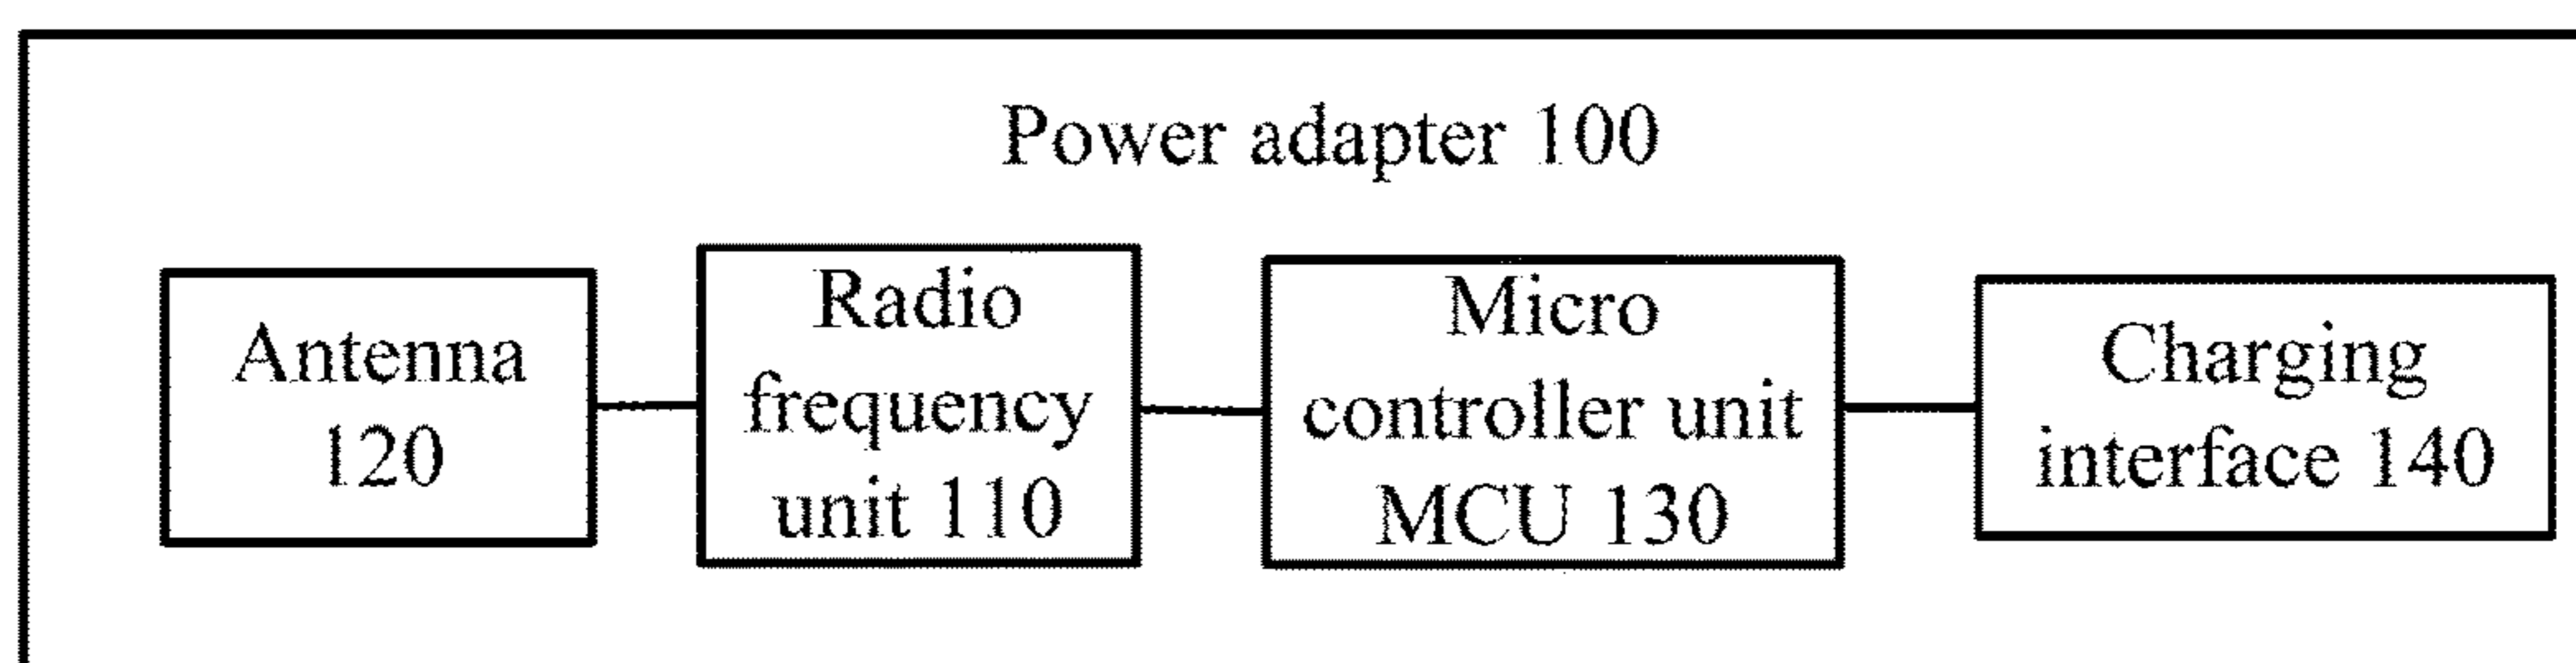 Power adapter 100
Antenna
120
Radio
frequency
unit 110
Micro
controller unit
MCU 130
Charging
interface 140